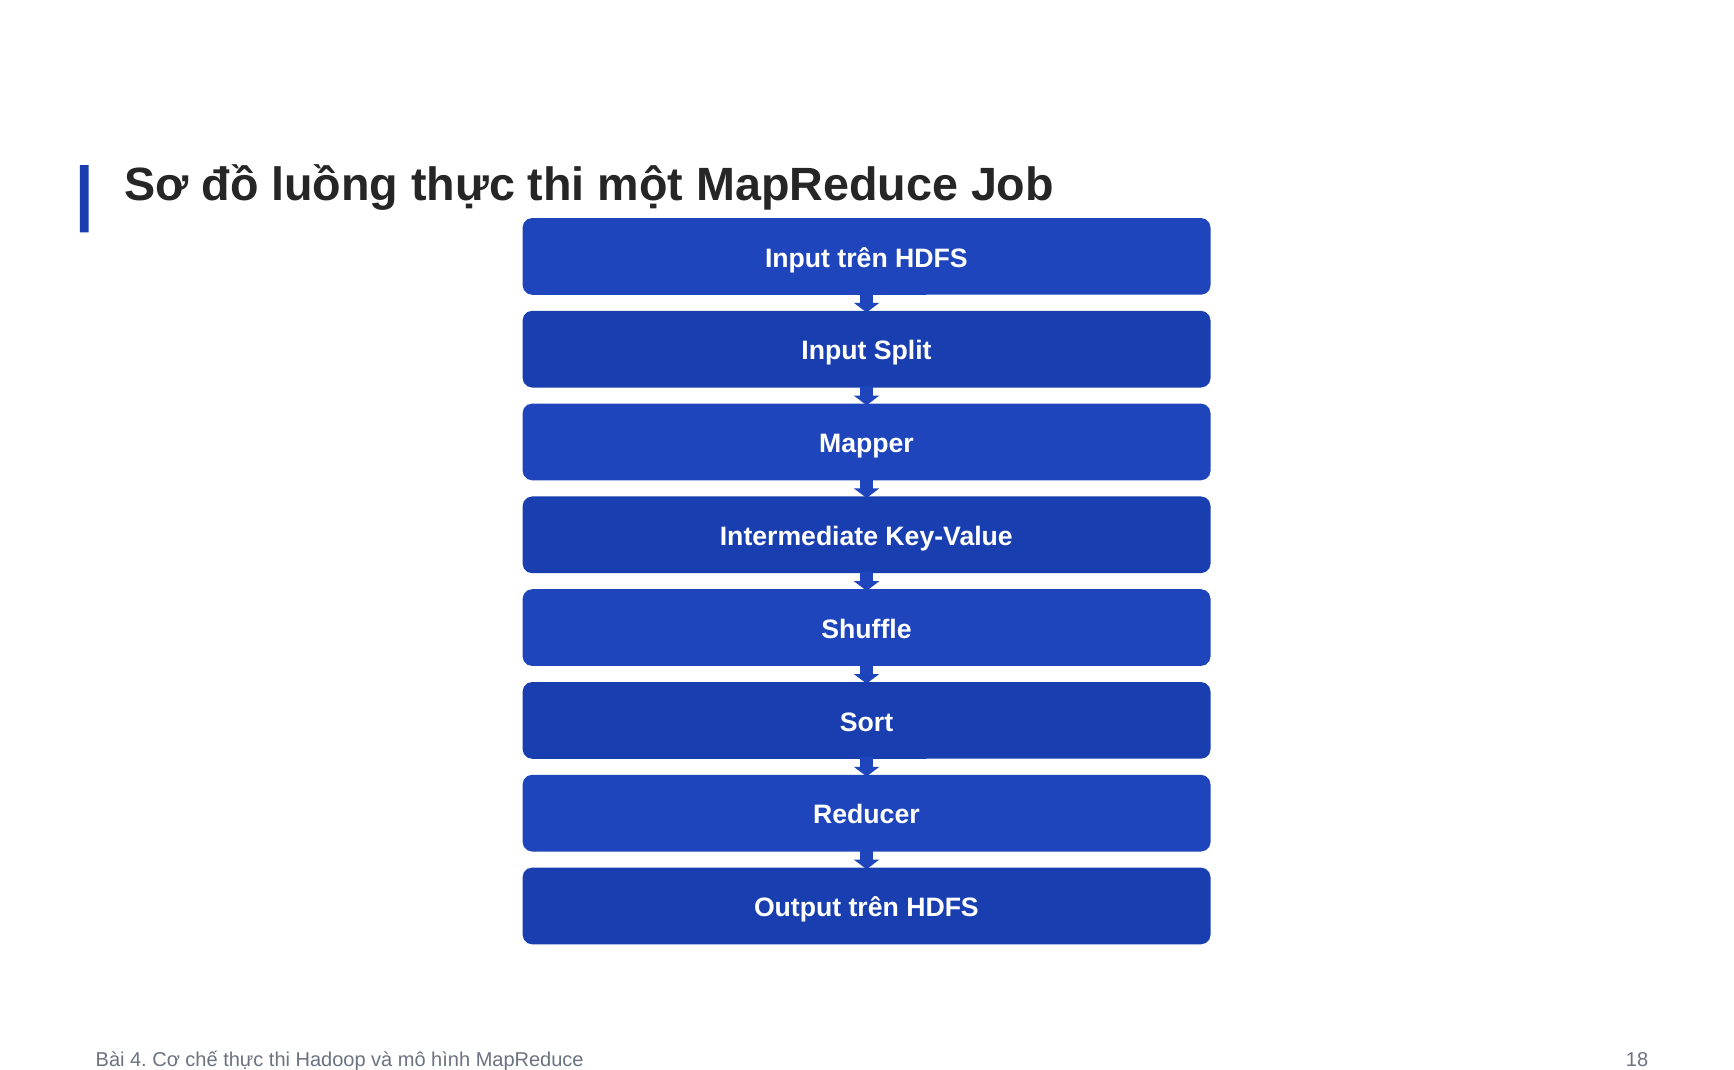 Sơ đồ luồng thực thi một MapReduce Job
Input trên HDFS
Input Split
Mapper
Intermediate Key-Value
Shuffle
Sort
Reducer
Output trên HDFS
Bài 4. Cơ chế thực thi Hadoop và mô hình MapReduce
18